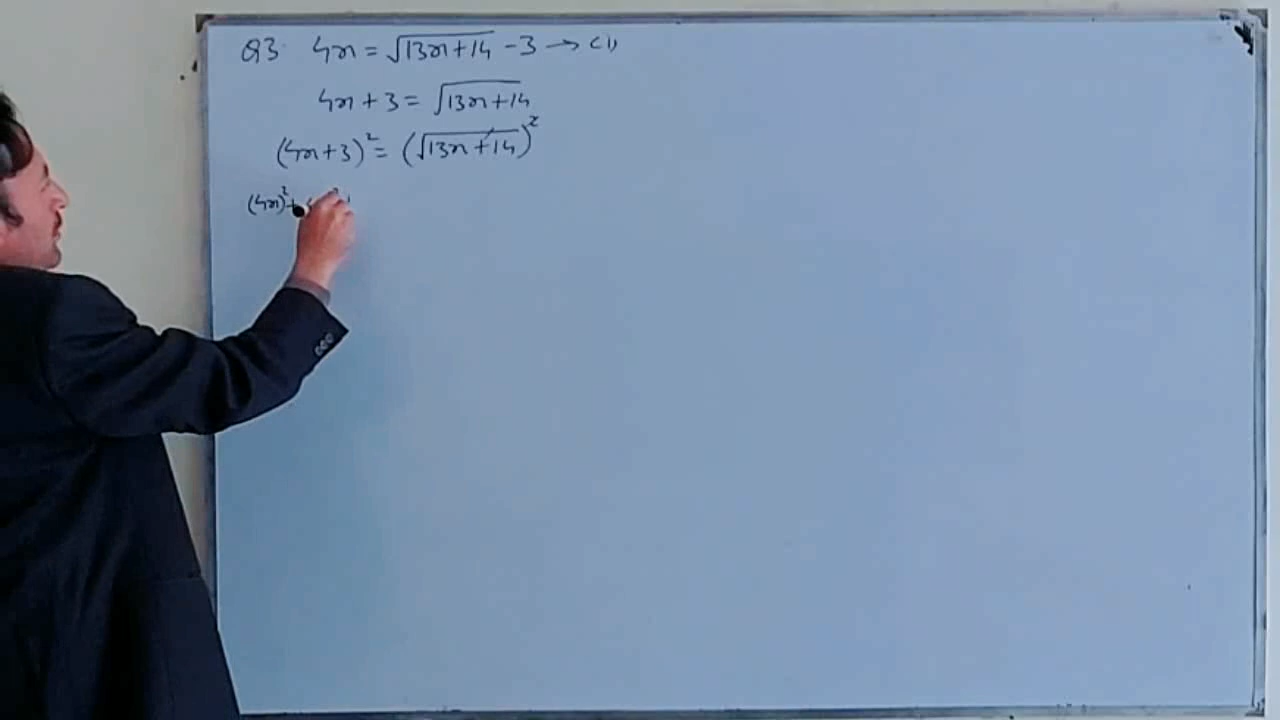 Q3 4x = √13x+14 - 3 → (1)
4x + 3 = √13x+14
(4x+3)² = (√13x+14)²
(4x)² +